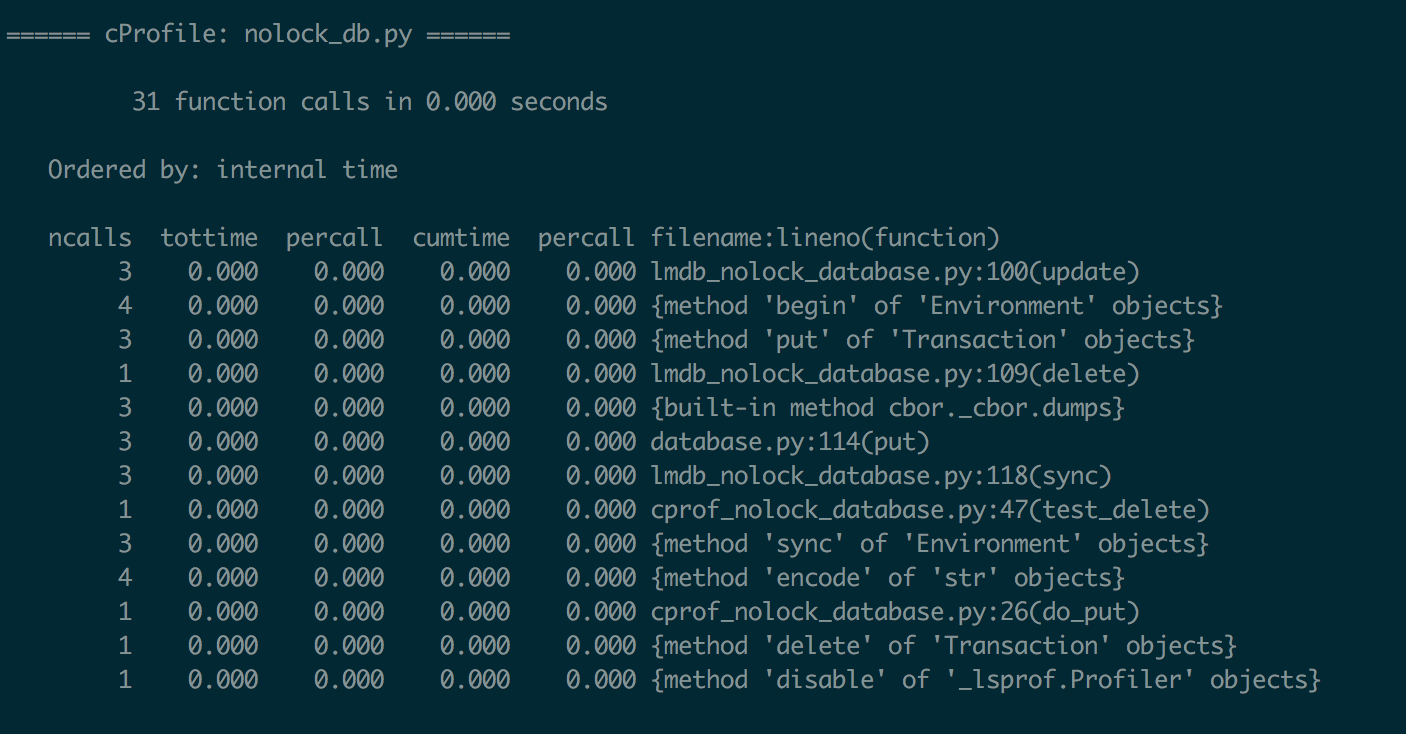 ====== cProfile: nolock_db.py ======
31 function calls in 0.000 seconds
Ordered by: internal time
ncalls  tottime  percall  cumtime  percall filename:lineno(function)
3    0.000    0.000    0.000    0.000 lmdb_nolock_database.py:100(update)
4    0.000    0.000    0.000    0.000 {method 'begin' of 'Environment' objects}
3    0.000    0.000    0.000    0.000 {method 'put' of 'Transaction' objects}
1    0.000    0.000    0.000    0.000 lmdb_nolock_database.py:109(delete)
3    0.000    0.000    0.000    0.000 {built-in method cbor._cbor.dumps}
3    0.000    0.000    0.000    0.000 database.py:114(put)
3    0.000    0.000    0.000    0.000 lmdb_nolock_database.py:118(sync)
1    0.000    0.000    0.000    0.000 cprof_nolock_database.py:47(test_delete)
3    0.000    0.000    0.000    0.000 {method 'sync' of 'Environment' objects}
4    0.000    0.000    0.000    0.000 {method 'encode' of 'str' objects}
1    0.000    0.000    0.000    0.000 cprof_nolock_database.py:26(do_put)
1    0.000    0.000    0.000    0.000 {method 'delete' of 'Transaction' objects}
1    0.000    0.000    0.000    0.000 {method 'disable' of '_lsprof.Profiler' objects}